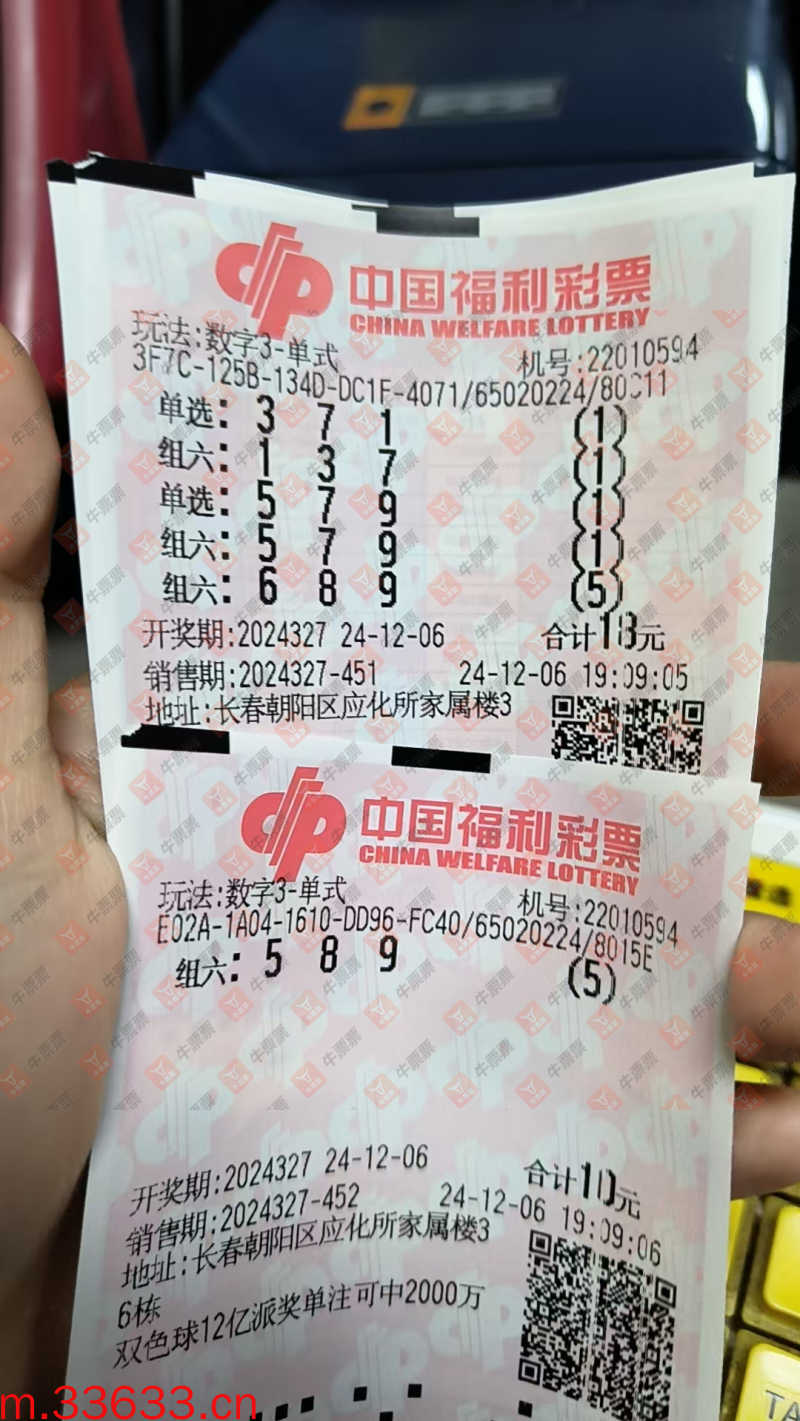 中国福利彩票
CHINA WELFARE LOTTERY
玩法:数字3-单式 机号:22010594
3F7C-125B-134D-DC1F-4071/65020224/80C11
单选: 3 7 1 (1)
组六: 1 3 7 (1)
单选: 5 7 9 (1)
组六: 5 7 9 (1)
组六: 6 8 9 (5)
开奖期:2024327 24-12-06 合计18元
销售期:2024327-451 24-12-06 19:09:05
地址:长春朝阳区应化所家属楼3
中国福利彩票
CHINA WELFARE LOTTERY
玩法:数字3-单式 机号:22010594
E02A-1A04-1610-DD96-FC40/65020224/8015E
组六: 5 8 9 (5)
开奖期:2024327 24-12-06 合计10元
销售期:2024327-452 24-12-06 19:09:06
地址:长春朝阳区应化所家属楼3
6栋
双色球12亿派奖单注可中2000万
m.33633.cn
牛票票
TA